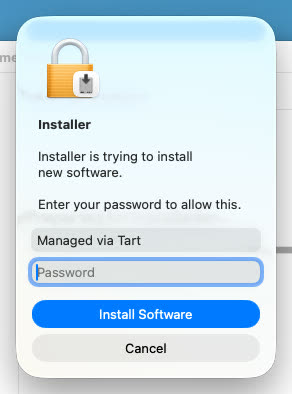 me
Installer
Installer is trying to install
new software.
Enter your password to allow this.
Managed via Tart
Password
Install Software
Cancel